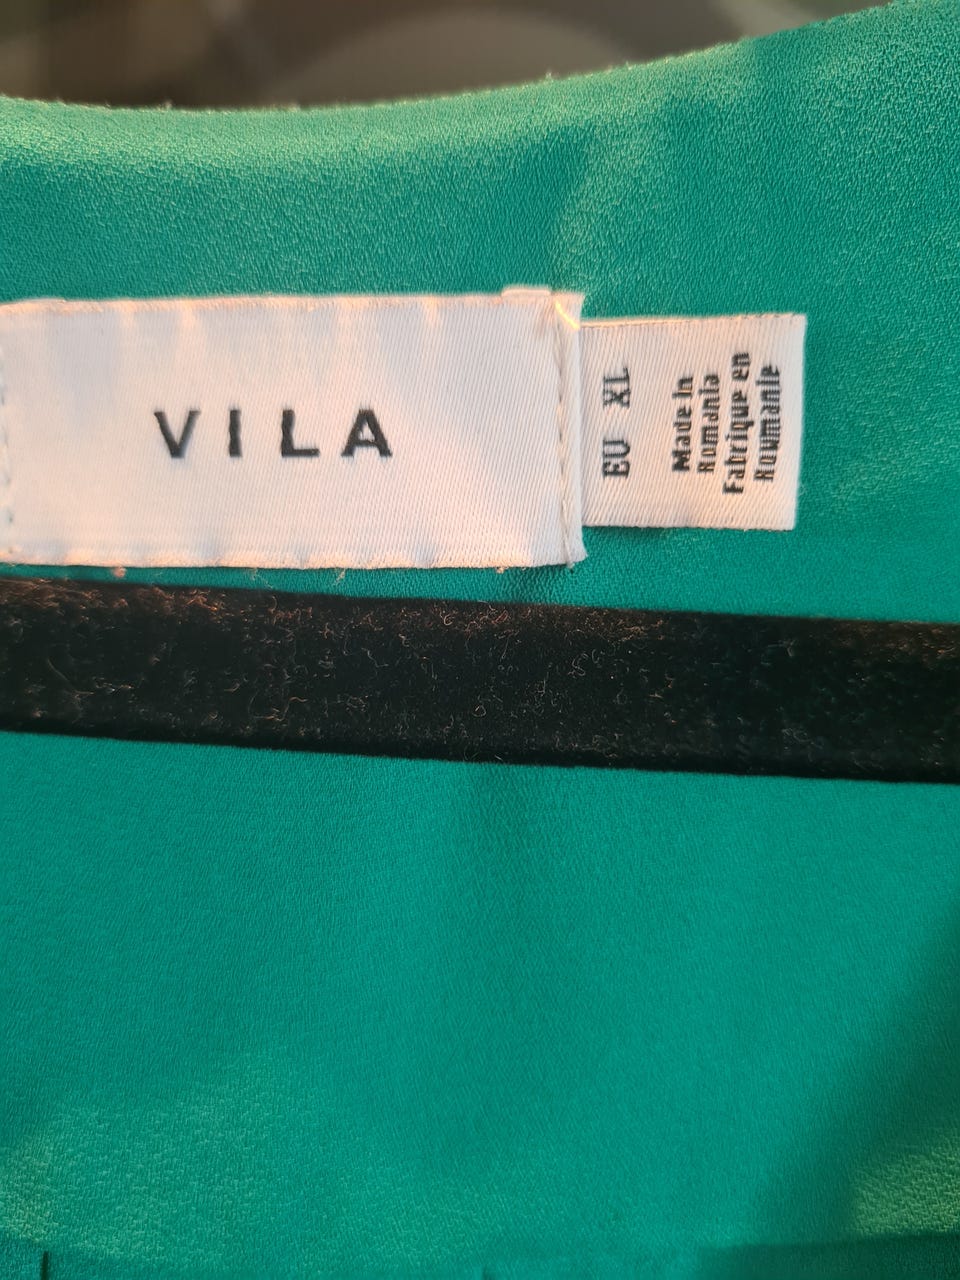 VILA
EU XL
Made in
Romania
Fabrique en
Roumanie